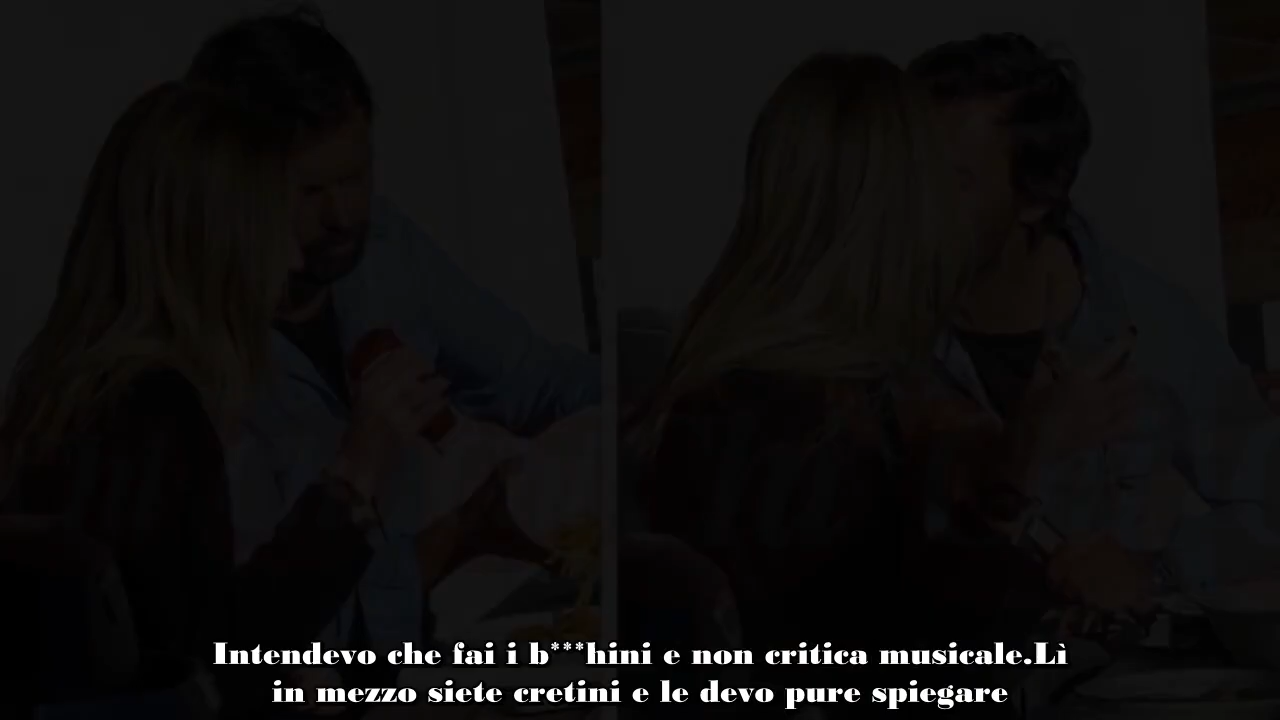 Intendevo che fai i b***hini e non critica musicale.Lì
in mezzo siete cretini e le devo pure spiegare